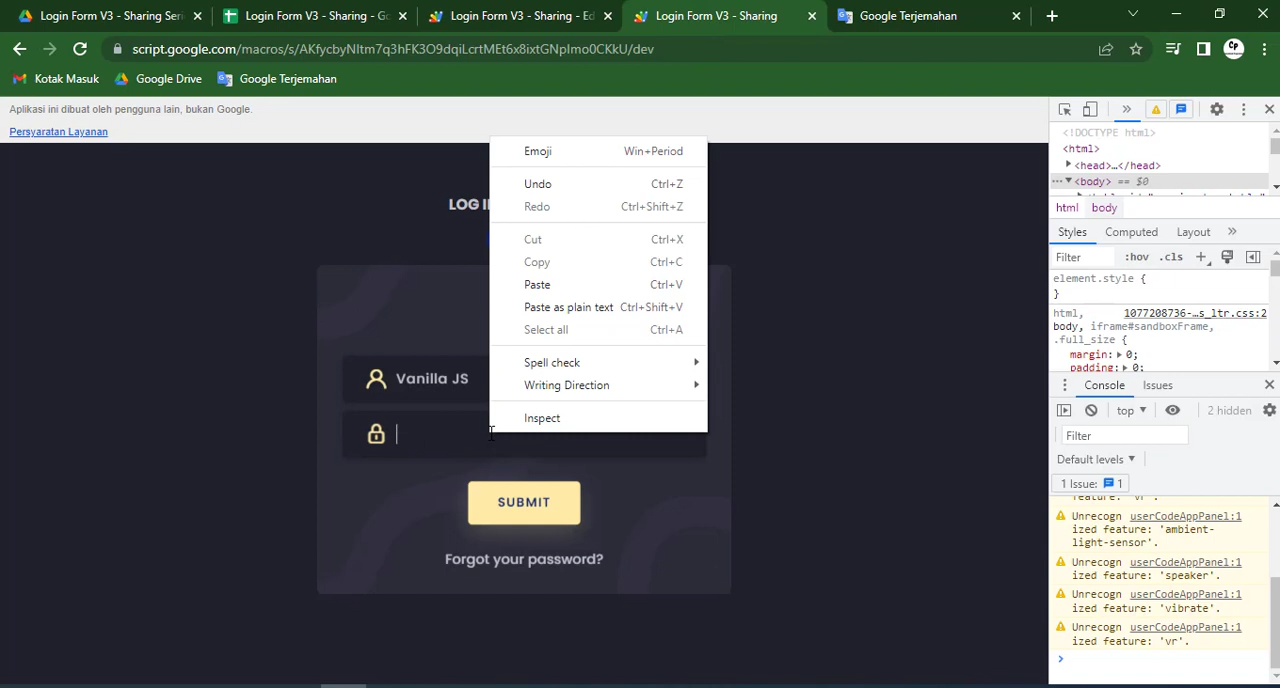 Login Form V3 - Sharing Seri
Login Form V3 - Sharing - Go
Login Form V3 - Sharing - Ed
Login Form V3 - Sharing
Google Terjemahan
script.google.com/macros/s/AKfycbyNItm7q3hFK3O9dqiLcrtMEt6x8ixtGNpImo0CKkU/dev
Kotak Masuk
Google Drive
Google Terjemahan
Aplikasi ini dibuat oleh pengguna lain, bukan Google.
Persyaratan Layanan
LOG I
Vanilla JS
SUBMIT
Forgot your password?
Emoji Win+Period
Undo Ctrl+Z
Redo Ctrl+Shift+Z
Cut Ctrl+X
Copy Ctrl+C
Paste Ctrl+V
Paste as plain text Ctrl+Shift+V
Select all Ctrl+A
Spell check
Writing Direction
Inspect
<!DOCTYPE html>
<html>
<head>…</head>
<body> == $0
html body
Styles Computed Layout
Filter :hov .cls
element.style {
}
html, 1077208736-…s_ltr.css:2
body, iframe#sandboxFrame,
.full_size {
margin: 0;
padding: 0;
Console Issues
top 2 hidden
Filter
Default levels
1 Issue: 1
feature: 'vr'.
Unrecogn userCodeAppPanel:1
ized feature: 'ambient-
light-sensor'.
Unrecogn userCodeAppPanel:1
ized feature: 'speaker'.
Unrecogn userCodeAppPanel:1
ized feature: 'vibrate'.
Unrecogn userCodeAppPanel:1
ized feature: 'vr'.